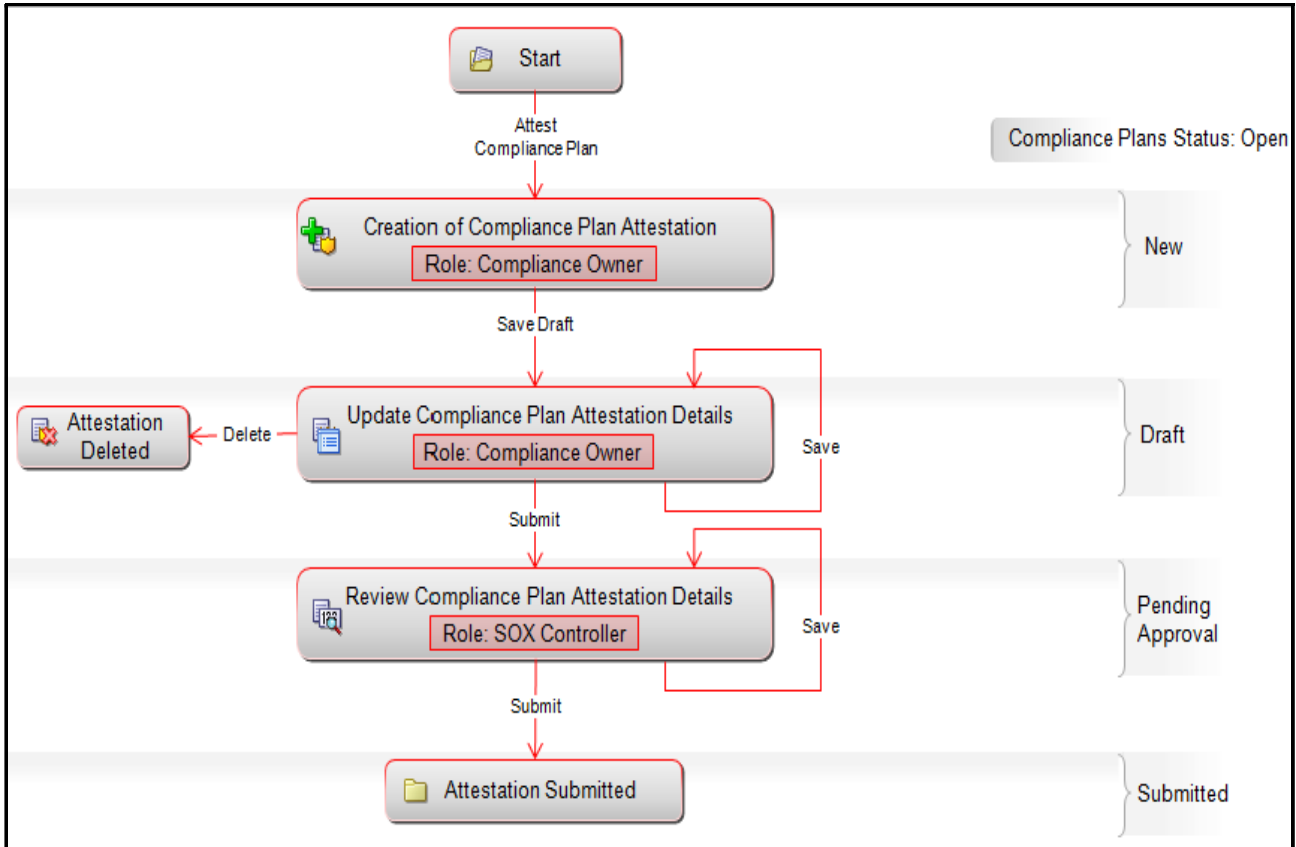 Start
Attest
Compliance Plan
Compliance Plans Status: Open
Creation of Compliance Plan Attestation
Role: Compliance Owner
New
Save Draft
Update Compliance Plan Attestation Details
Role: Compliance Owner
Attestation
Deleted
Delete
Save
Draft
Submit
Review Compliance Plan Attestation Details
Role: SOX Controller
Save
Pending
Approval
Submit
Attestation Submitted
Submitted